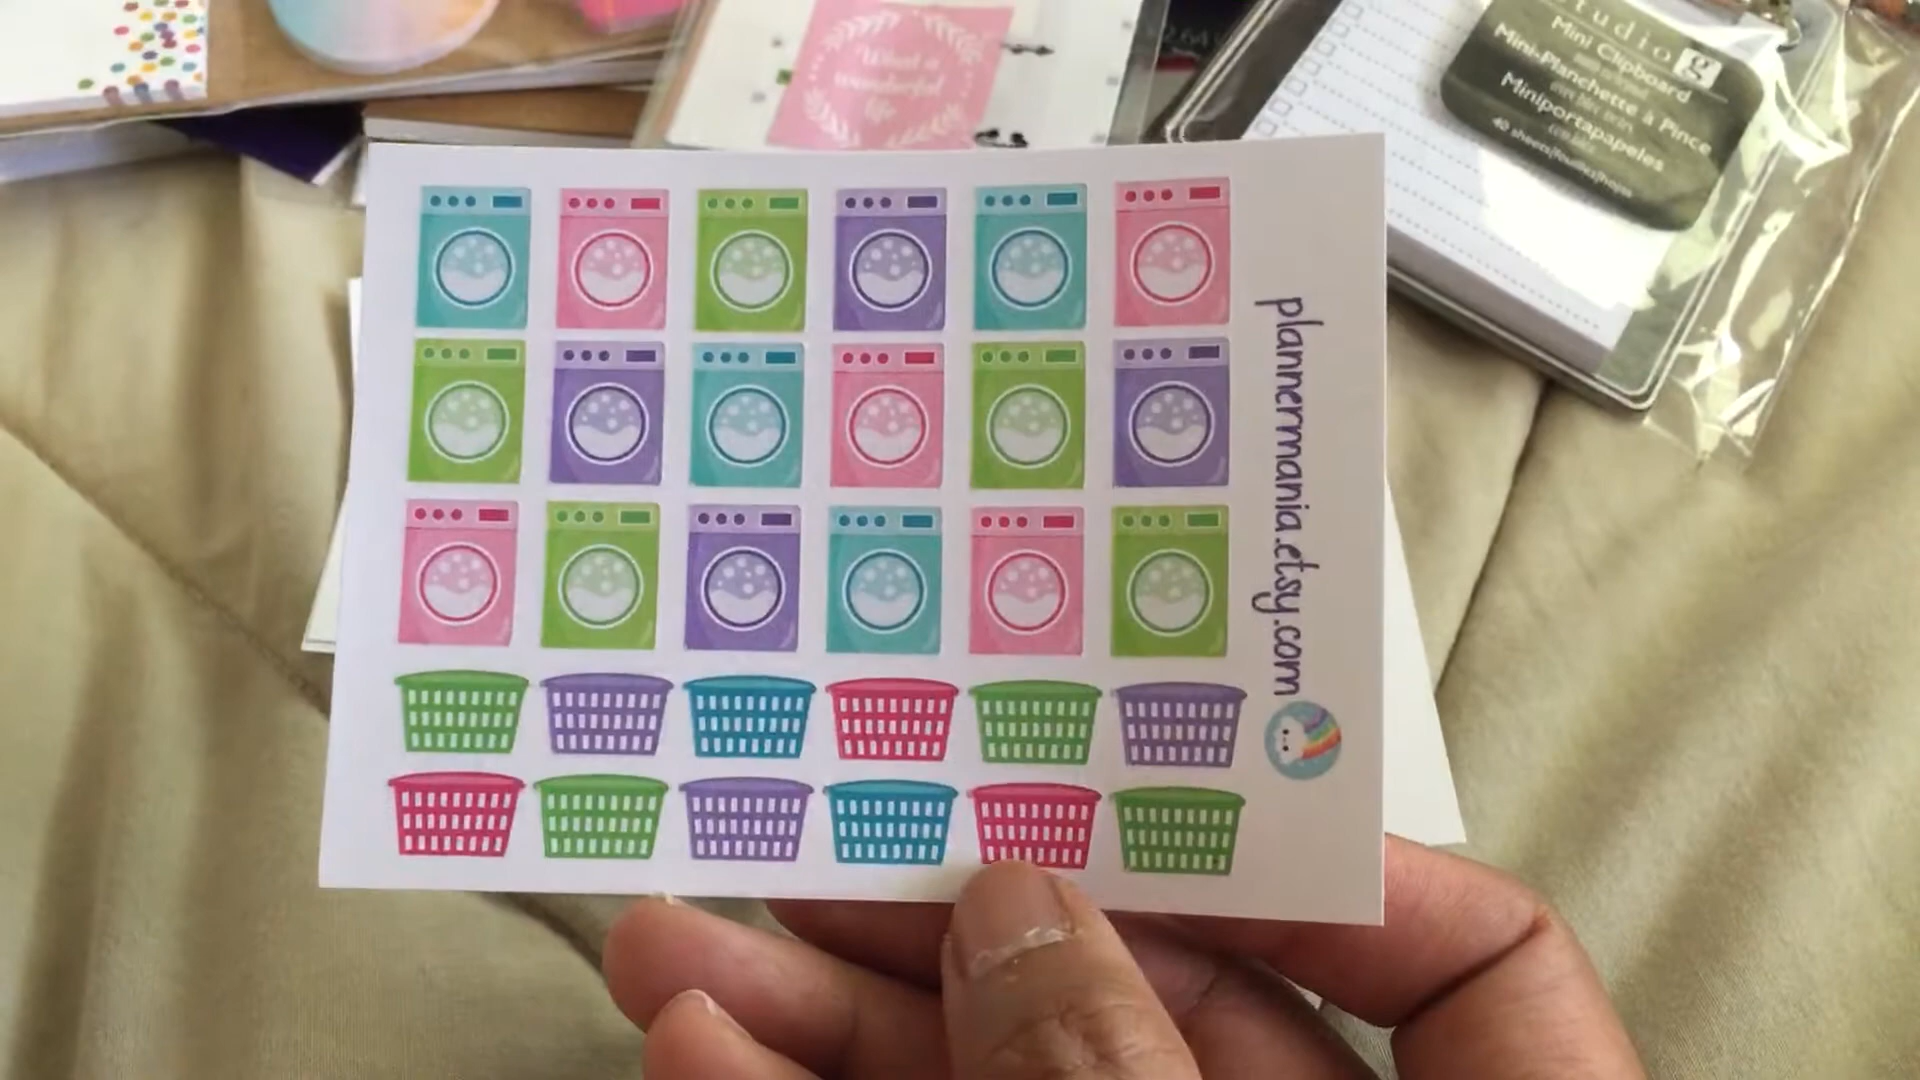 What a
wonderful
life
studio g
Mini Clipboard
Mini-Planchette à Pince
Miniportapapeles
40 sheets/feuilles/hojas
plannermania.etsy.com